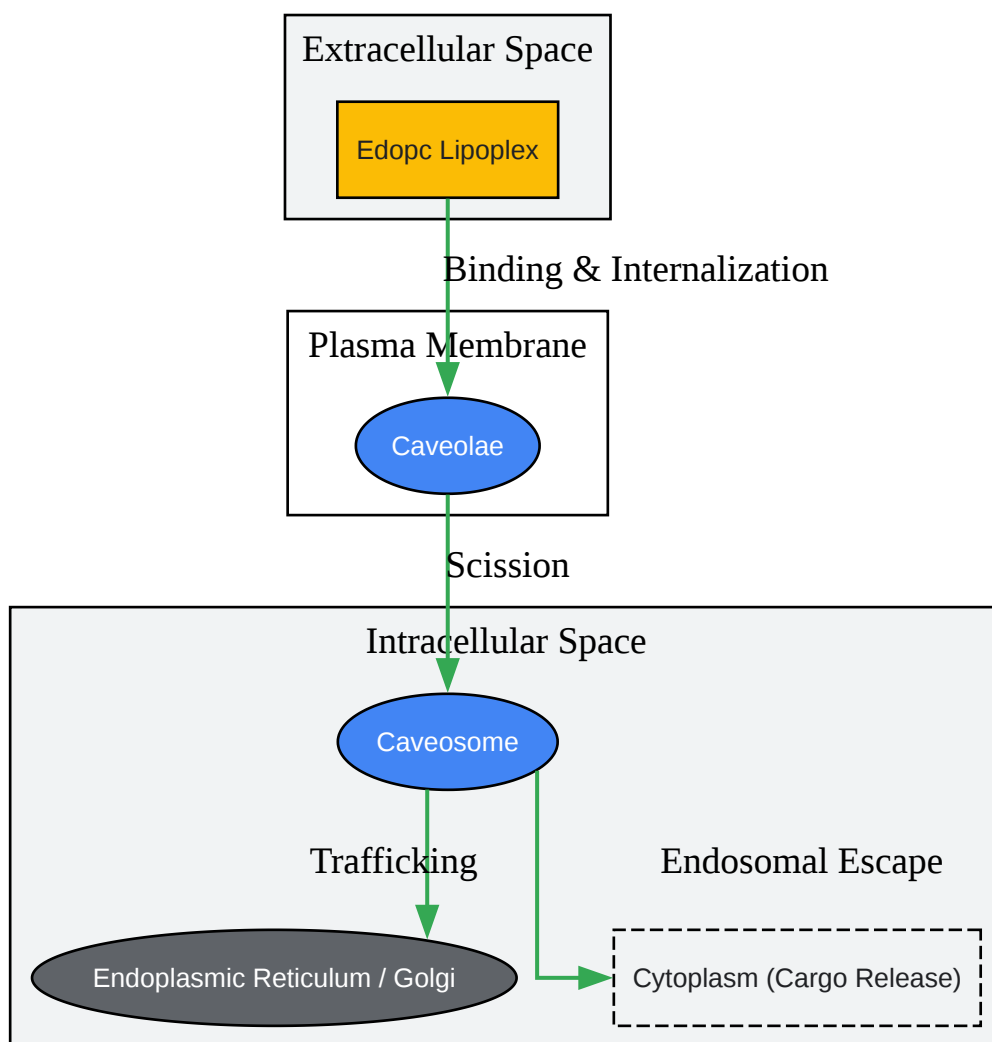 Extracellular Space
Edopc Lipoplex
Binding & Internalization
Plasma Membrane
Caveolae
Scission
Intracellular Space
Caveosome
Trafficking
Endosomal Escape
Endoplasmic Reticulum / Golgi
Cytoplasm (Cargo Release)